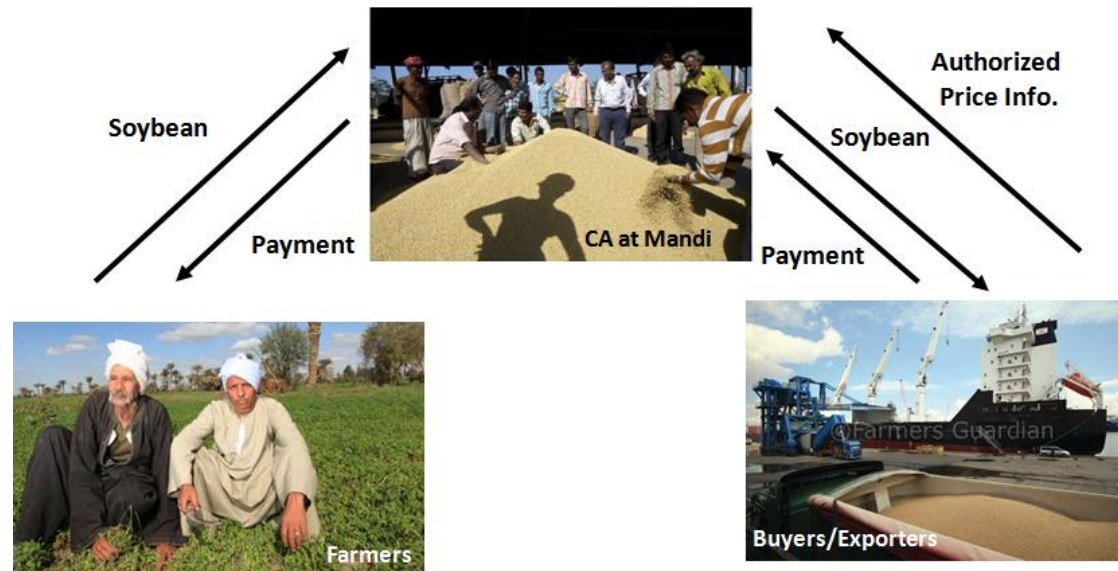 Authorized
Price Info.
Soybean
Soybean
CA at Mandi
Payment
Payment
©Farmers Guardian
Farmers
Buyers/Exporters